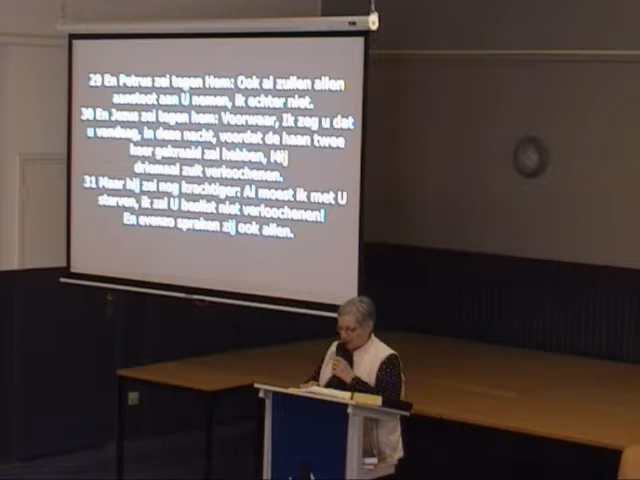 29 En Petrus zei tegen Hem: Ook al zullen allen
aanstoot aan U nemen, ik echter niet.
30 En Jezus zei tegen hem: Voorwaar, Ik zeg u dat
u vandaag, in deze nacht, voordat de haan twee
keer gekraaid zal hebben, Mij
driemaal zult verloochenen.
31 Maar hij zei nog krachtiger: Al moest ik met U
sterven, ik zal U beslist niet verloochenen!
En evenzo spraken zij ook allen.